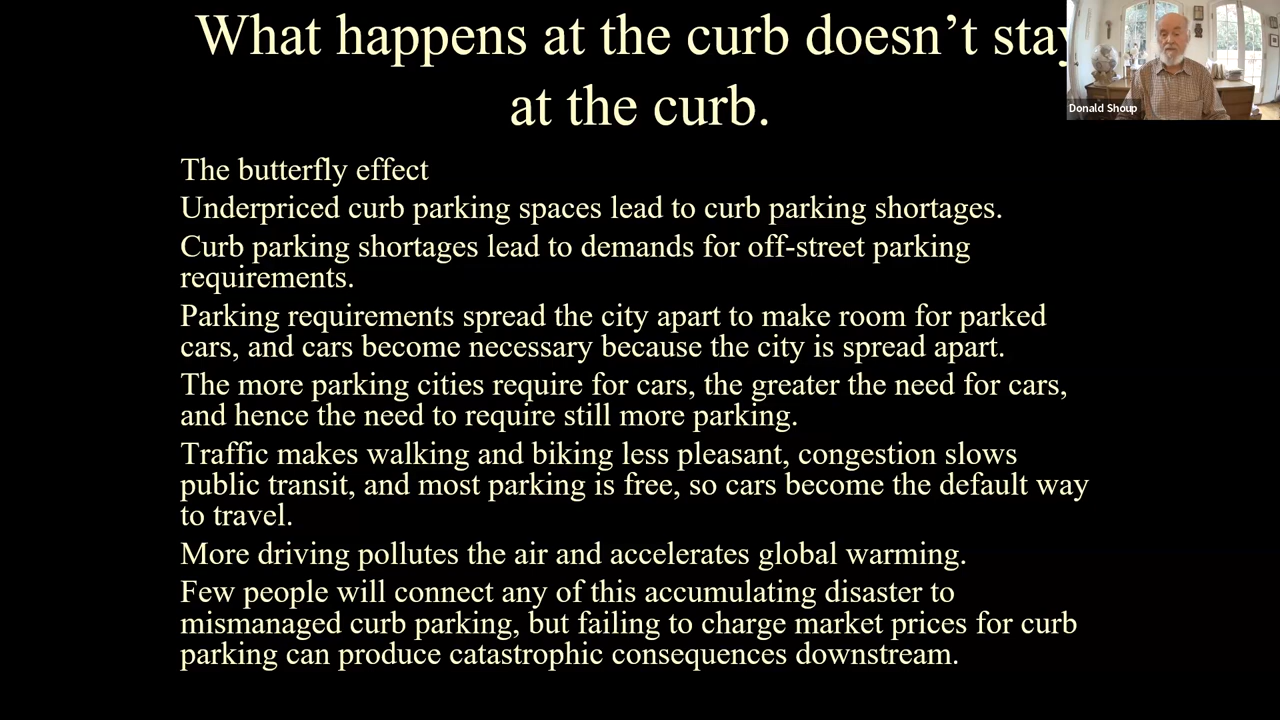 What happens at the curb doesn’t stay
at the curb.
Donald Shoup
The butterfly effect
Underpriced curb parking spaces lead to curb parking shortages.
Curb parking shortages lead to demands for off-street parking
requirements.
Parking requirements spread the city apart to make room for parked
cars, and cars become necessary because the city is spread apart.
The more parking cities require for cars, the greater the need for cars,
and hence the need to require still more parking.
Traffic makes walking and biking less pleasant, congestion slows
public transit, and most parking is free, so cars become the default way
to travel.
More driving pollutes the air and accelerates global warming.
Few people will connect any of this accumulating disaster to
mismanaged curb parking, but failing to charge market prices for curb
parking can produce catastrophic consequences downstream.